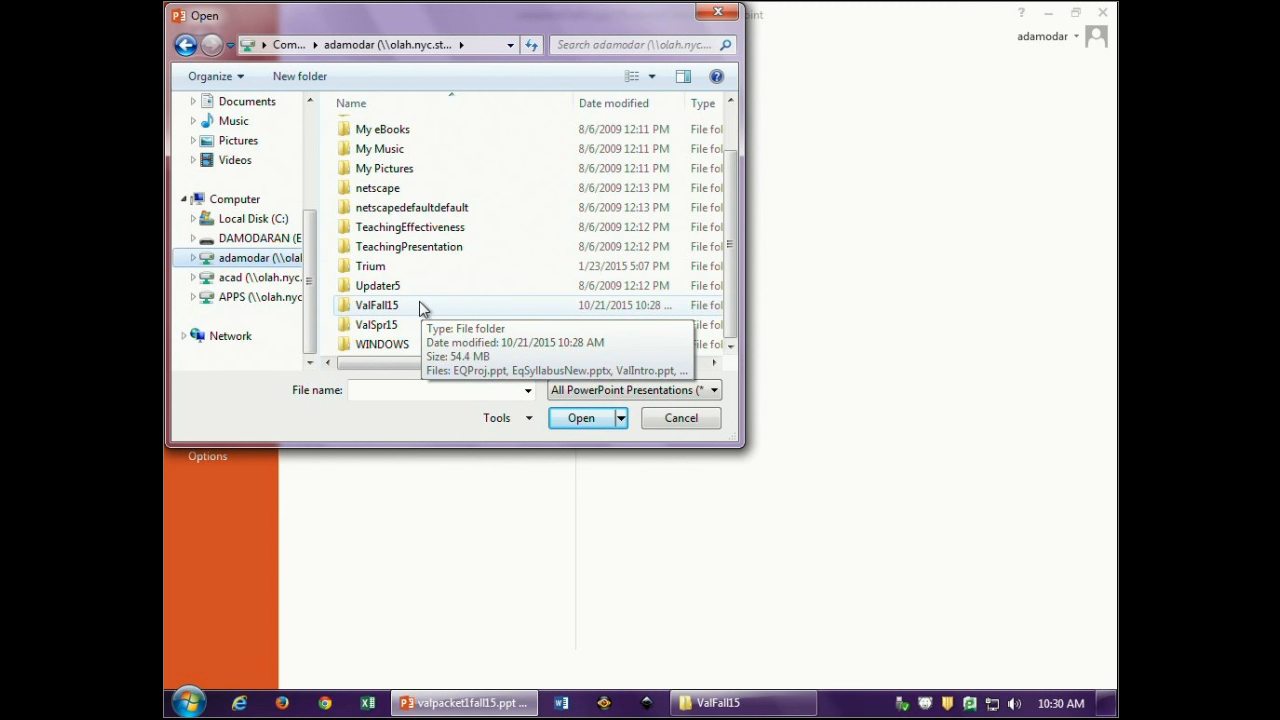 Open
point
?
adamodar
Com... adamodar (\\olah.nyc.st...
Search adamodar (\\olah.nyc....
Organize New folder
Documents
Music
Pictures
Videos
Computer
Local Disk (C:)
DAMODARAN (E
adamodar (\\olah
acad (\\olah.nyc.
APPS (\\olah.nyc
Network
Name Date modified Type
My eBooks 8/6/2009 12:11 PM File fol
My Music 8/6/2009 12:11 PM File fol
My Pictures 8/6/2009 12:11 PM File fol
netscape 8/6/2009 12:13 PM File fol
netscapedefaultdefault 8/6/2009 12:13 PM File fol
TeachingEffectiveness 8/6/2009 12:12 PM File fol
TeachingPresentation 8/6/2009 12:12 PM File fol
Trium 1/23/2015 5:07 PM File fol
Updater5 8/6/2009 12:12 PM File fol
ValFall15 10/21/2015 10:28 ... File fol
ValSpr15 ile fol
WINDOWS ile fol
Type: File folder
Date modified: 10/21/2015 10:28 AM
Size: 54.4 MB
Files: EQProj.ppt, EqSyllabusNew.pptx, ValIntro.ppt, ...
File name: All PowerPoint Presentations (*
Tools Open Cancel
Options
valpacket1fall15.ppt ... ValFall15 10:30 AM